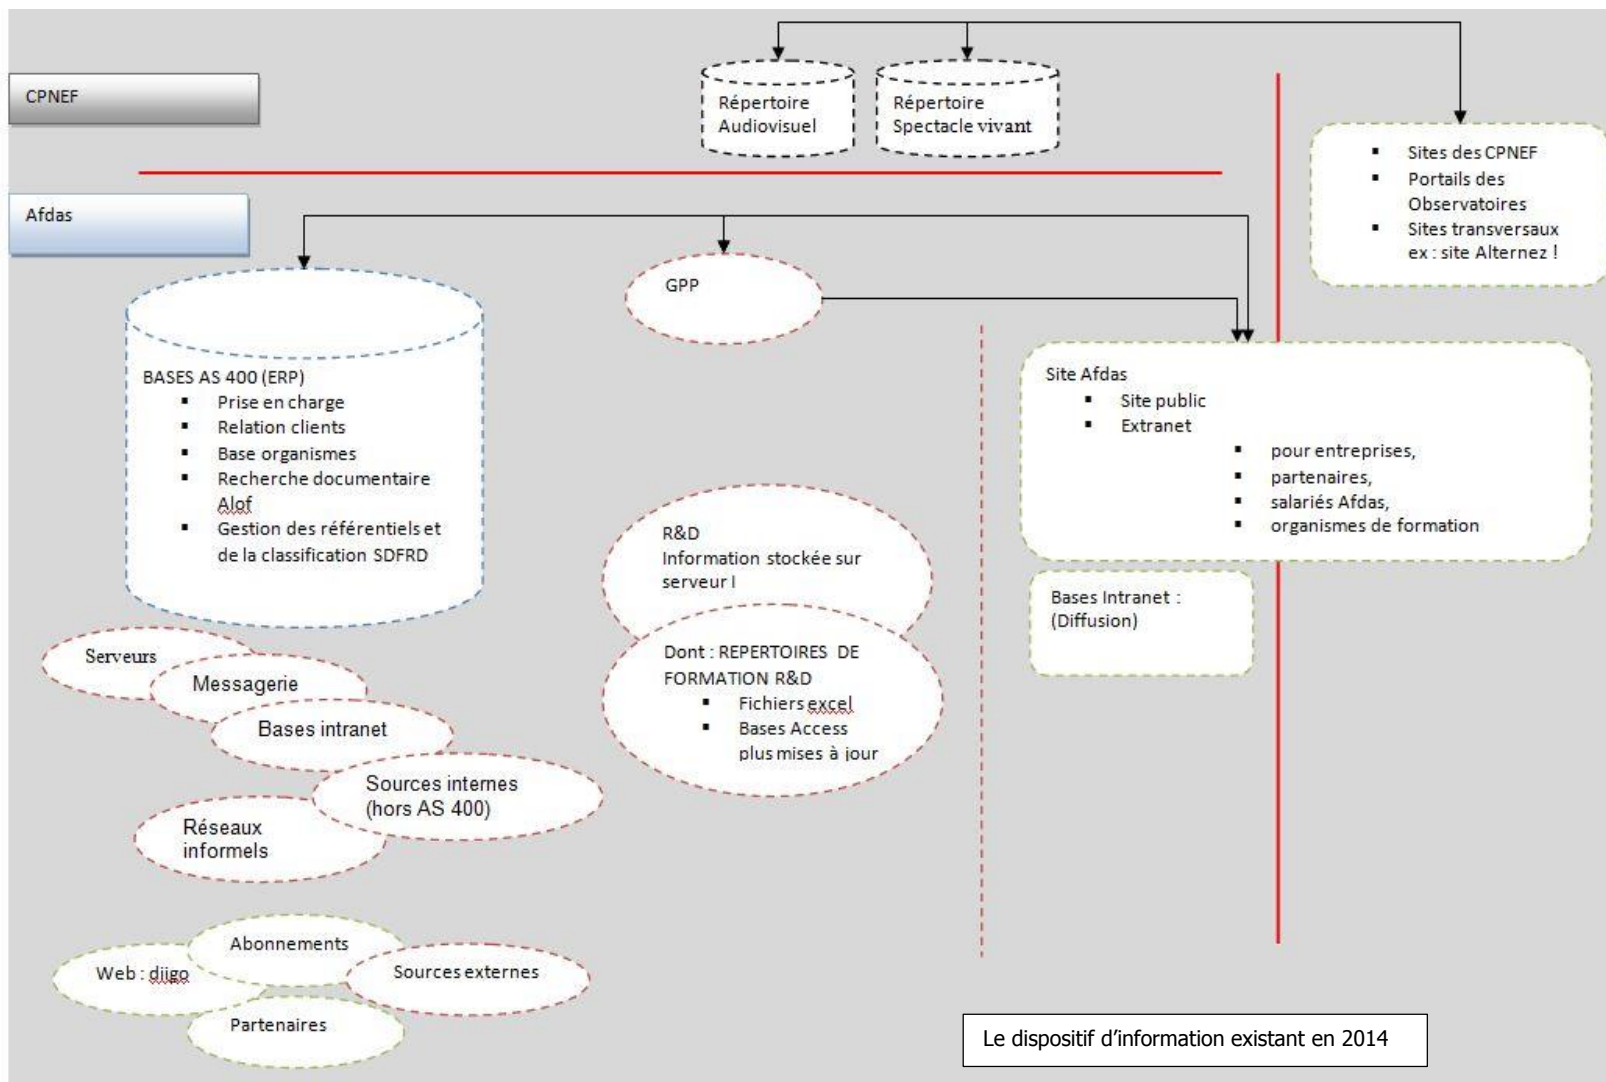 CPNEF
Répertoire
Audiovisuel
Répertoire
Spectacle vivant
▪ Sites des CPNEF
▪ Portails des
Observatoires
▪ Sites transversaux
ex : site Alternez !
Afdas
GPP
BASES AS 400 (ERP)
▪ Prise en charge
▪ Relation clients
▪ Base organismes
▪ Recherche documentaire
Alof
▪ Gestion des référentiels et
de la classification SDFRD
Site Afdas
▪ Site public
▪ Extranet
▪ pour entreprises,
▪ partenaires,
▪ salariés Afdas,
▪ organismes de formation
R&D
Information stockée sur
serveur I
Bases Intranet :
(Diffusion)
Dont : REPERTOIRES DE
FORMATION R&D
▪ Fichiers excel
▪ Bases Access
plus mises à jour
Serveurs
Messagerie
Bases intranet
Sources internes
(hors AS 400)
Réseaux
informels
Abonnements
Web : diigo
Sources externes
Partenaires
Le dispositif d’information existant en 2014